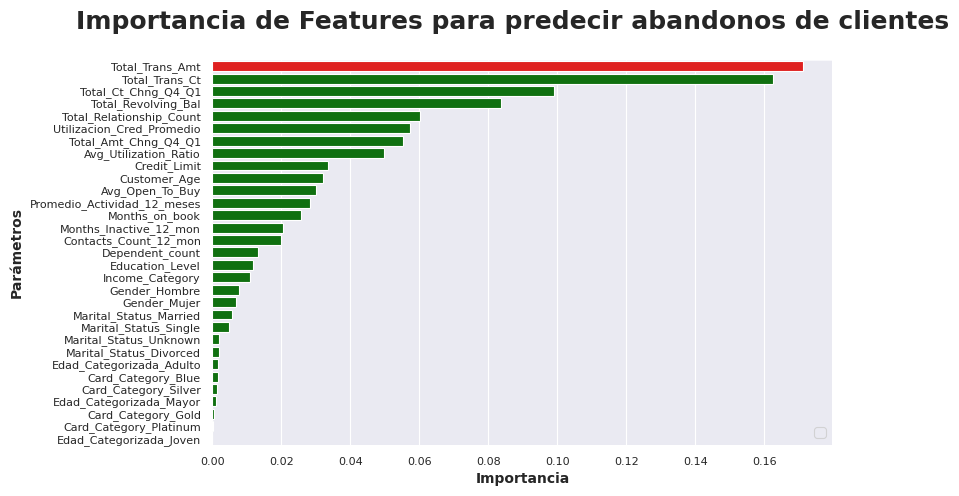 Importancia de Features para predecir abandonos de clientes
Parámetros
Total_Trans_Amt
Total_Trans_Ct
Total_Ct_Chng_Q4_Q1
Total_Revolving_Bal
Total_Relationship_Count
Utilizacion_Cred_Promedio
Total_Amt_Chng_Q4_Q1
Avg_Utilization_Ratio
Credit_Limit
Customer_Age
Avg_Open_To_Buy
Promedio_Actividad_12_meses
Months_on_book
Months_Inactive_12_mon
Contacts_Count_12_mon
Dependent_count
Education_Level
Income_Category
Gender_Hombre
Gender_Mujer
Marital_Status_Married
Marital_Status_Single
Marital_Status_Unknown
Marital_Status_Divorced
Edad_Categorizada_Adulto
Card_Category_Blue
Card_Category_Silver
Edad_Categorizada_Mayor
Card_Category_Gold
Card_Category_Platinum
Edad_Categorizada_Joven
0.00 0.02 0.04 0.06 0.08 0.10 0.12 0.14 0.16
Importancia